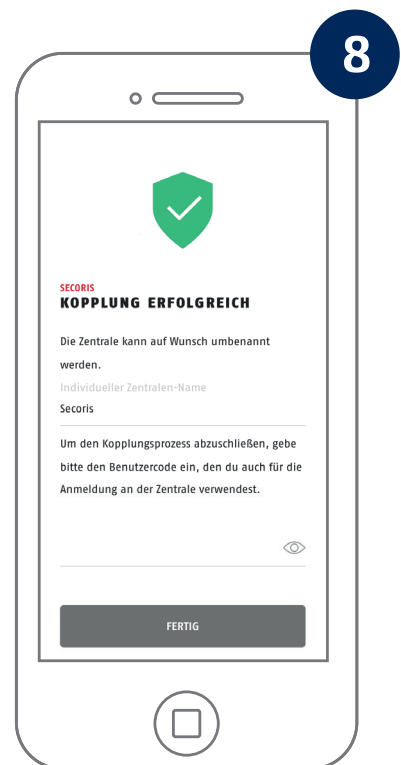 8
SECORIS
KOPPLUNG ERFOLGREICH
Die Zentrale kann auf Wunsch umbenannt
werden.
Individueller Zentralen-Name
Secoris
Um den Kopplungsprozess abzuschließen, gebe
bitte den Benutzercode ein, den du auch für die
Anmeldung an der Zentrale verwendest.
FERTIG